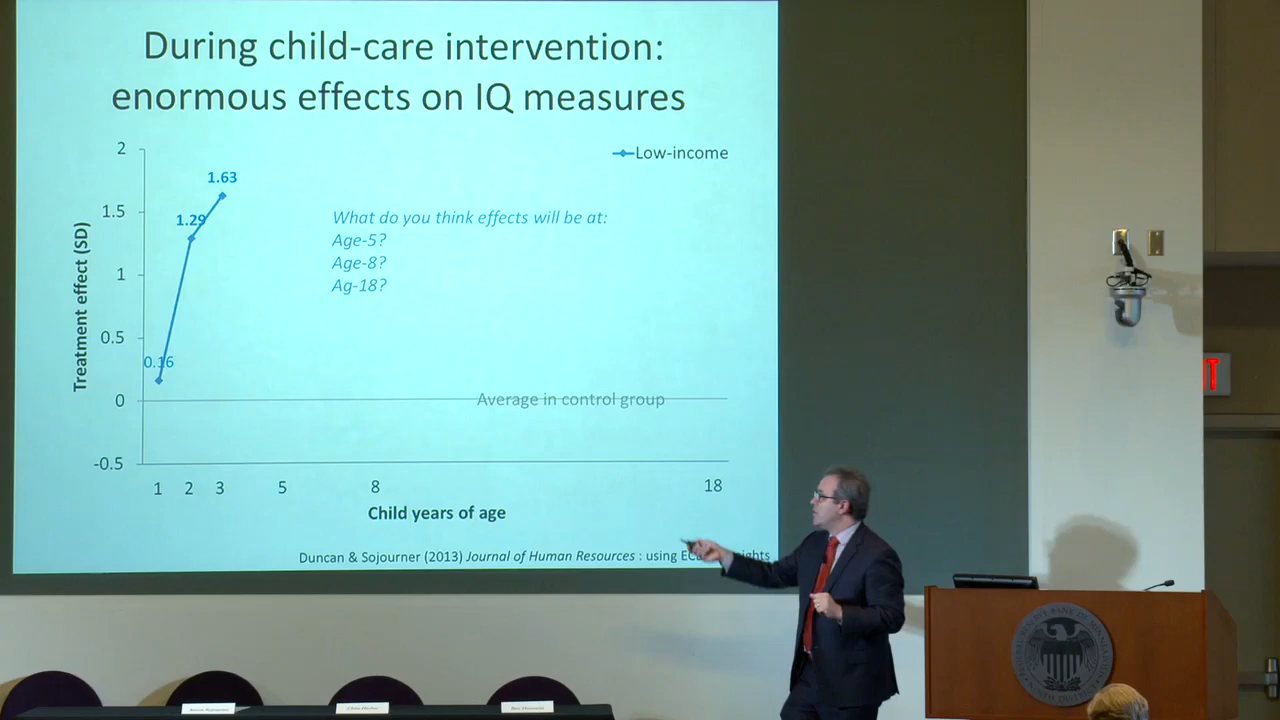 During child-care intervention:
enormous effects on IQ measures
2
1.5
1
0.5
0
-0.5
Treatment effect (SD)
Low-income
1.63
1.29
0.16
What do you think effects will be at:
Age-5?
Age-8?
Ag-18?
Average in control group
1 2 3 5 8 18
Child years of age
Duncan & Sojourner (2013) Journal of Human Resources : using